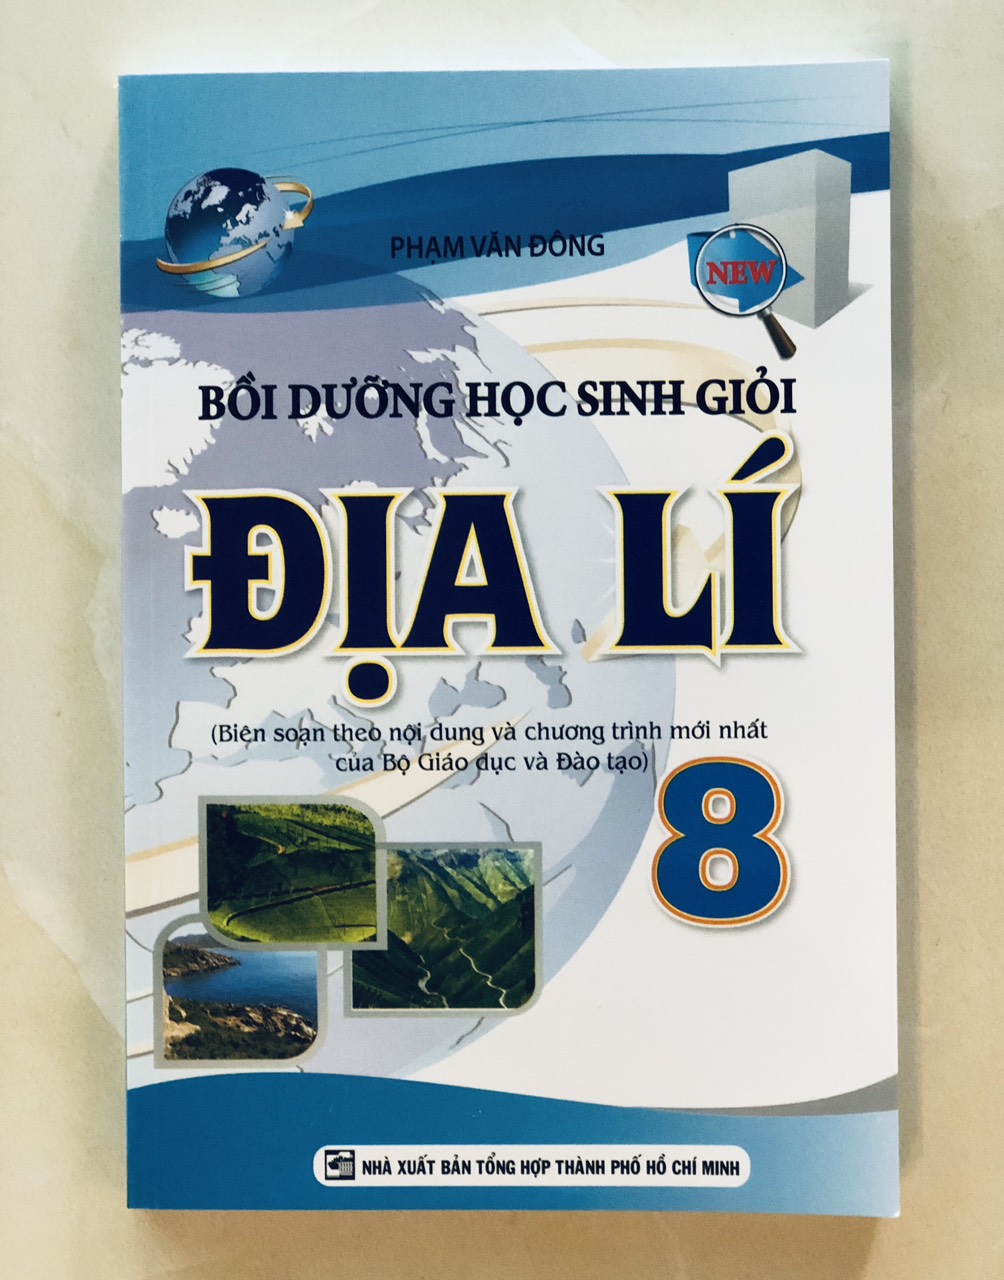 PHẠM VĂN ĐÔNG
NEW
BỒI DƯỠNG HỌC SINH GIỎI
ĐỊA LÍ
(Biên soạn theo nội dung và chương trình mới nhất
của Bộ Giáo dục và Đào tạo)
8
NHÀ XUẤT BẢN TỔNG HỢP THÀNH PHỐ HỒ CHÍ MINH